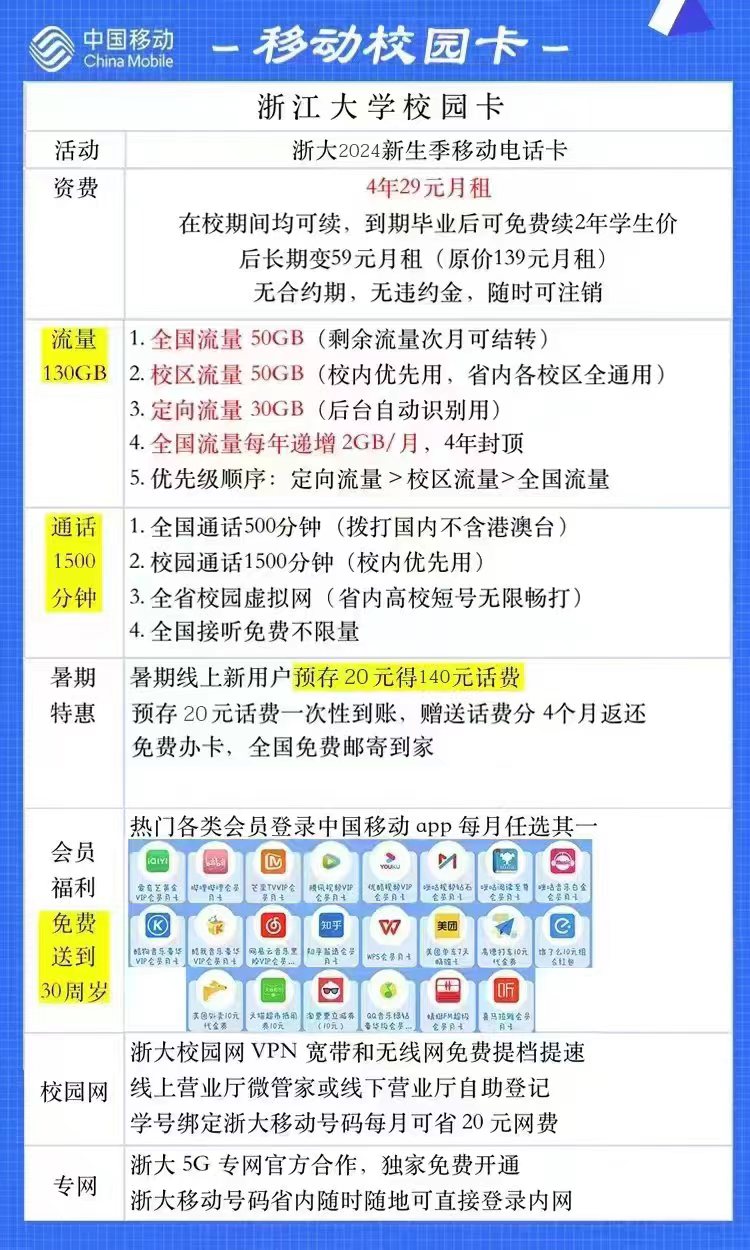 中国移动
China Mobile
– 移动校园卡 –
浙江大学校园卡
活动
浙大2024新生季移动电话卡
资费
4年29元月租
在校期间均可续，到期毕业后可免费续2年学生价
后长期变59元月租（原价139元月租）
无合约期，无违约金，随时可注销
流量
130GB
1. 全国流量 50GB（剩余流量次月可结转）
2. 校区流量 50GB（校内优先用，省内各校区全通用）
3. 定向流量 30GB（后台自动识别用）
4. 全国流量每年递增 2GB/月，4年封顶
5. 优先级顺序：定向流量 > 校区流量> 全国流量
通话
1500
分钟
1. 全国通话500分钟（拨打国内不含港澳台）
2. 校园通话1500分钟（校内优先用）
3. 全省校园虚拟网（省内高校短号无限畅打）
4. 全国接听免费不限量
暑期
特惠
暑期线上新用户预存 20 元得140元话费
预存 20 元话费一次性到账，赠送话费分 4个月返还
免费办卡，全国免费邮寄到家
会员
福利
免费
送到
30周岁
热门各类会员登录中国移动 app 每月任选其一
爱奇艺黄金
VIP会员月卡
哔哩哔哩会员
月卡
芒果TVVIP会
员月卡
腾讯视频VIP
会员月卡
优酷视频VIP
会员月卡
咪咕视频钻石
会员月卡
咪咕阅读至尊
会员月卡
咪咕音乐白金
会员月卡
酷狗音乐豪华
VIP会员月卡
酷我音乐豪华
VIP会员月卡
网易云音乐黑
胶VIP会员...
知乎盐选会员
月卡
WPS会员月卡
美团单车7天
畅骑卡
高德打车10元
代金券
饿了么10元组
合红包
美团外卖10元
代金券
天猫超市通用
券10元
淘票票立减券
（10元）
QQ音乐绿钻
豪华版会员...
蜻蜓FM超级
会员月卡
喜马拉雅会员
月卡
校园网
浙大校园网 VPN 宽带和无线网免费提档提速
线上营业厅微管家或线下营业厅自助登记
学号绑定浙大移动号码每月可省 20 元网费
专网
浙大 5G 专网官方合作，独家免费开通
浙大移动号码省内随时随地可直接登录内网